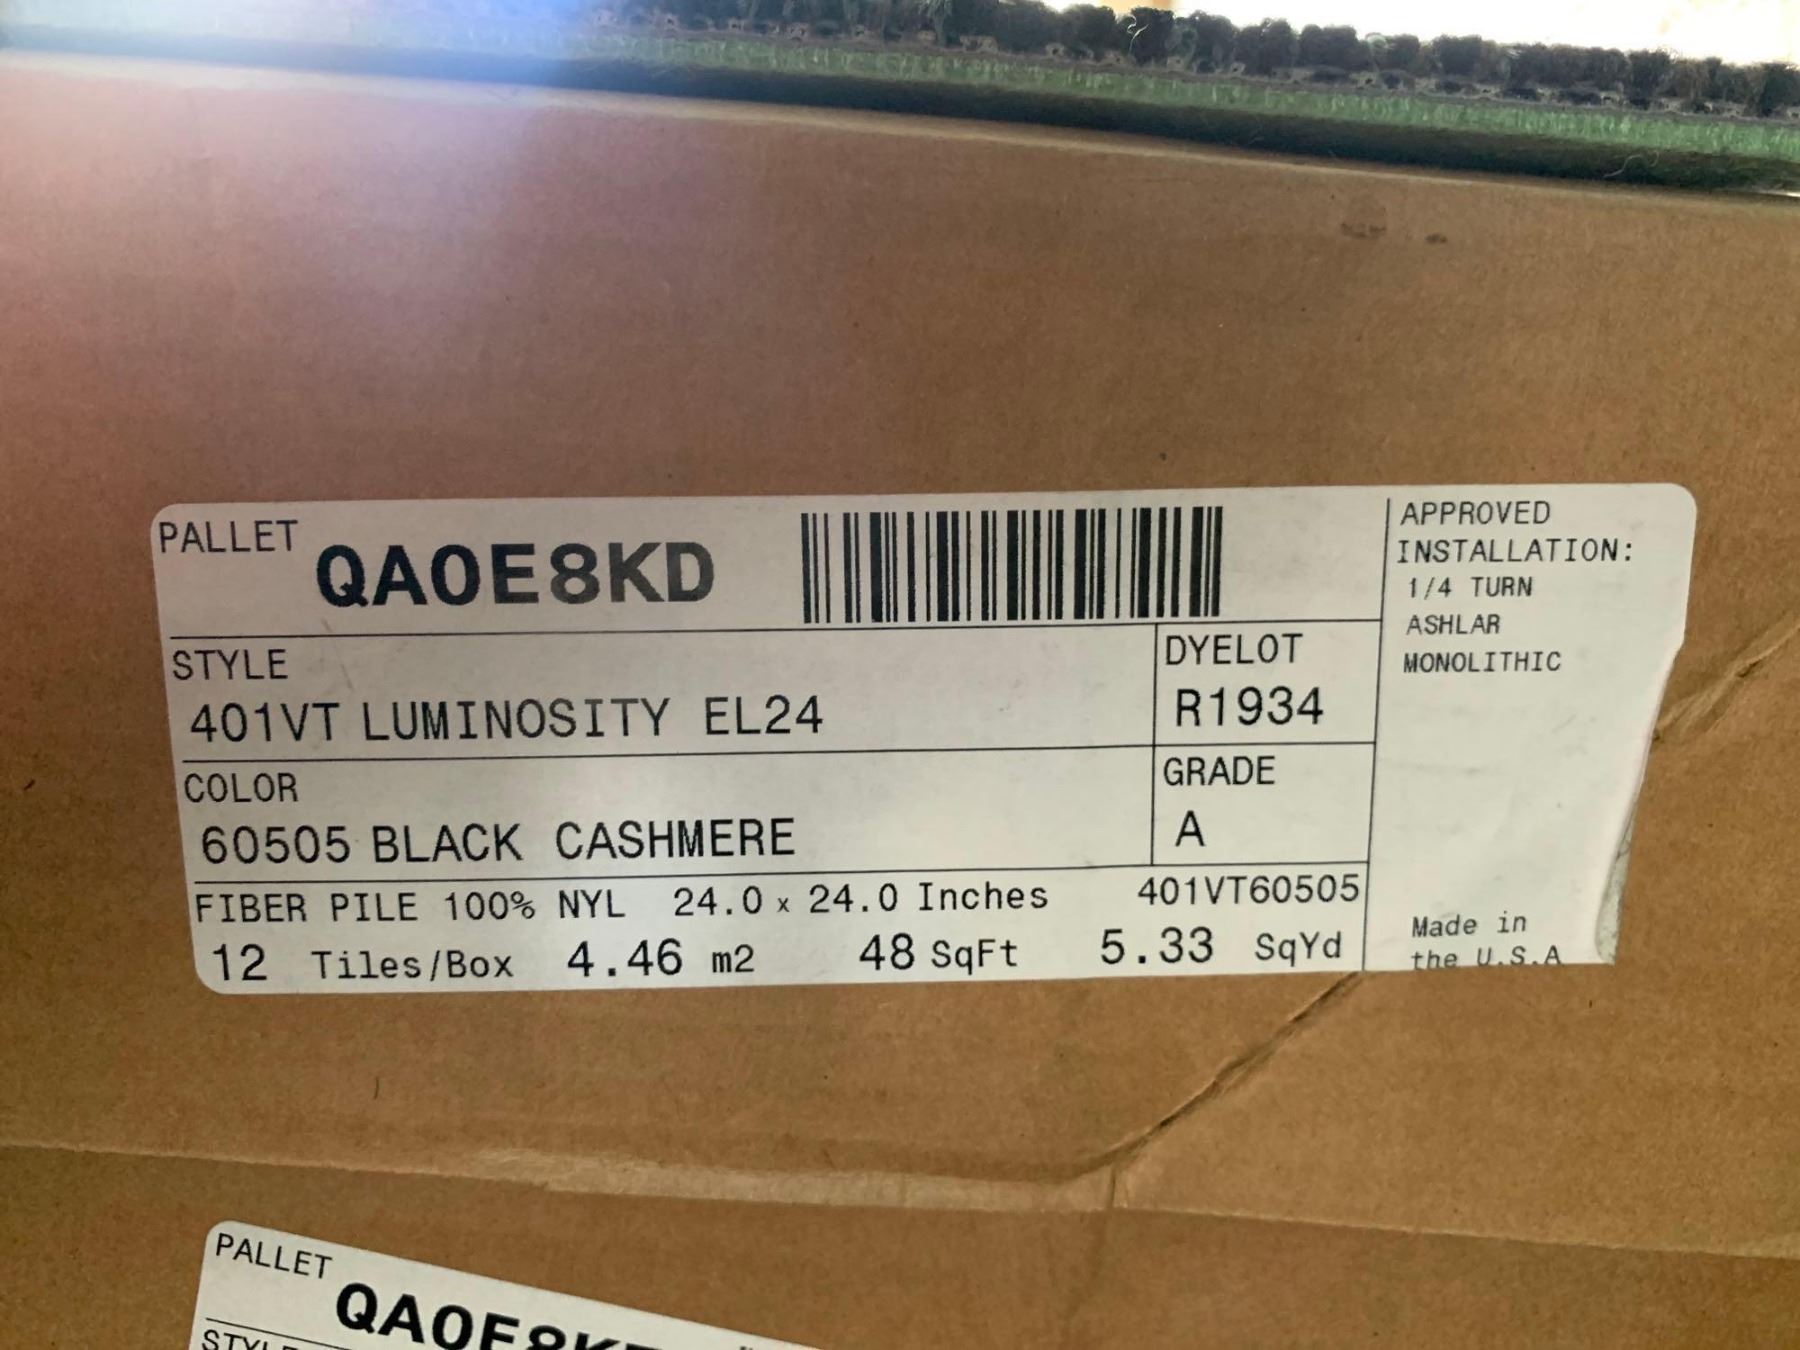 PALLET QA0E8KD
STYLE
401VT LUMINOSITY EL24
DYELOT
R1934
COLOR
60505 BLACK CASHMERE
GRADE
A
FIBER PILE 100% NYL 24.0 x 24.0 Inches 401VT60505
12 Tiles/Box 4.46 m2 48 SqFt 5.33 SqYd
APPROVED
INSTALLATION:
1/4 TURN
ASHLAR
MONOLITHIC
Made in
the U.S.A
PALLET